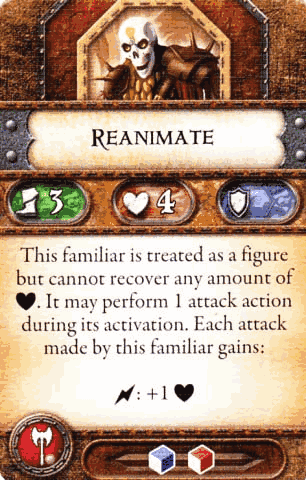 REANIMATE
3 4
This familiar is treated as a figure
but cannot recover any amount of
♥. It may perform 1 attack action
during its activation. Each attack
made by this familiar gains:
: +1 ♥